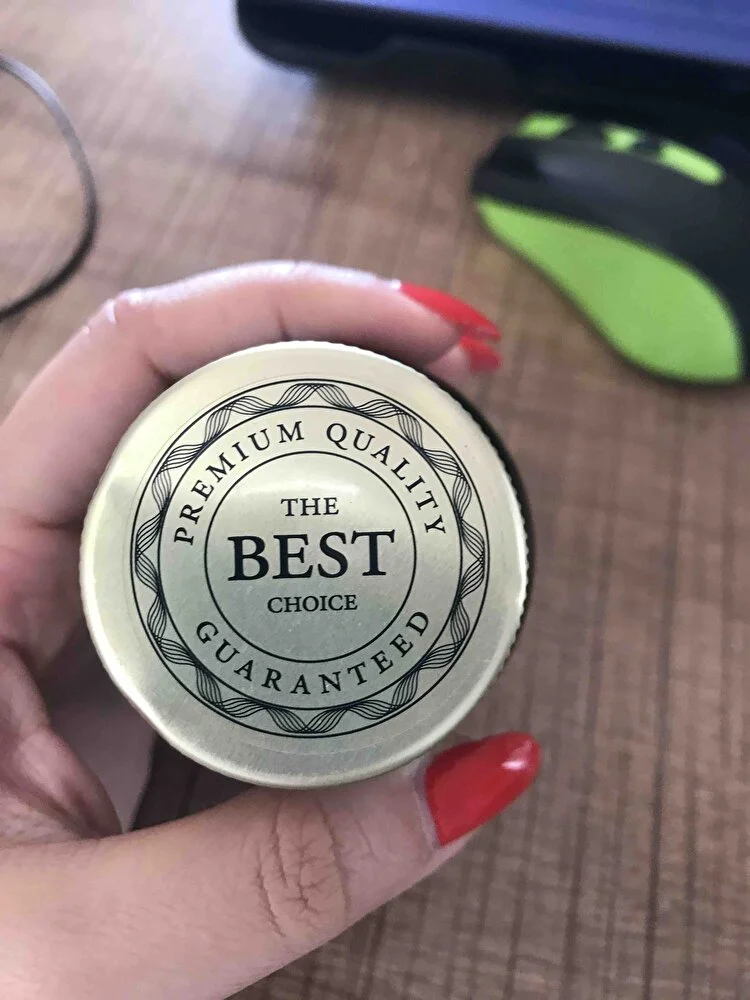 PREMIUM QUALITY
THE
BEST
CHOICE
GUARANTEED